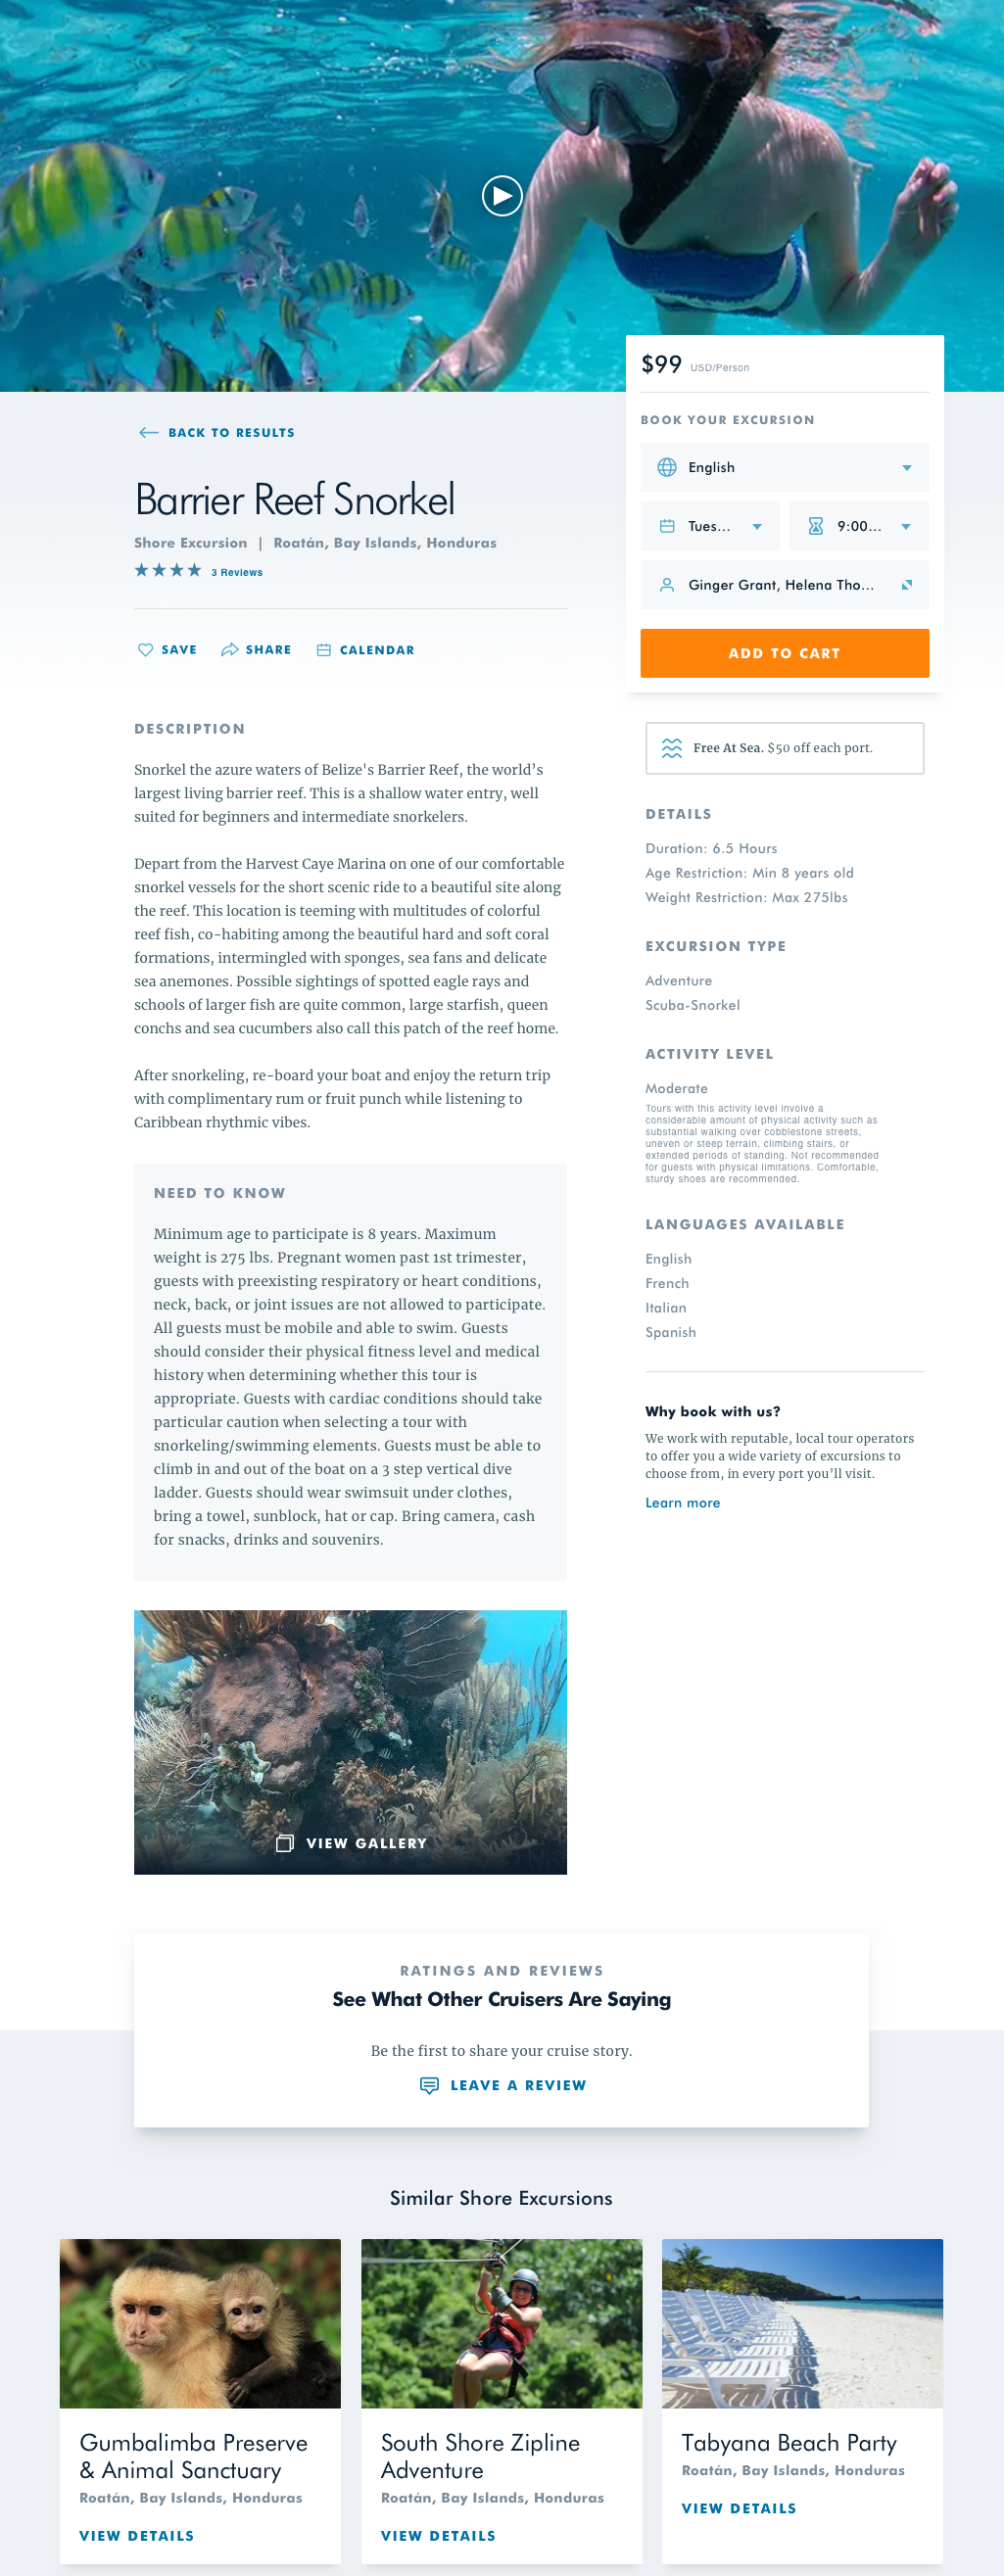 $99 USD/Person
BOOK YOUR EXCURSION
English
Tues... 9:00...
Ginger Grant, Helena Tho...
ADD TO CART
BACK TO RESULTS
Barrier Reef Snorkel
Shore Excursion | Roatán, Bay Islands, Honduras
3 Reviews
SAVE SHARE CALENDAR
DESCRIPTION
Snorkel the azure waters of Belize's Barrier Reef, the world’s
largest living barrier reef. This is a shallow water entry, well
suited for beginners and intermediate snorkelers.
Depart from the Harvest Caye Marina on one of our comfortable
snorkel vessels for the short scenic ride to a beautiful site along
the reef. This location is teeming with multitudes of colorful
reef fish, co-habiting among the beautiful hard and soft coral
formations, intermingled with sponges, sea fans and delicate
sea anemones. Possible sightings of spotted eagle rays and
schools of larger fish are quite common, large starfish, queen
conchs and sea cucumbers also call this patch of the reef home.
After snorkeling, re-board your boat and enjoy the return trip
with complimentary rum or fruit punch while listening to
Caribbean rhythmic vibes.
NEED TO KNOW
Minimum age to participate is 8 years. Maximum
weight is 275 lbs. Pregnant women past 1st trimester,
guests with preexisting respiratory or heart conditions,
neck, back, or joint issues are not allowed to participate.
All guests must be mobile and able to swim. Guests
should consider their physical fitness level and medical
history when determining whether this tour is
appropriate. Guests with cardiac conditions should take
particular caution when selecting a tour with
snorkeling/swimming elements. Guests must be able to
climb in and out of the boat on a 3 step vertical dive
ladder. Guests should wear swimsuit under clothes,
bring a towel, sunblock, hat or cap. Bring camera, cash
for snacks, drinks and souvenirs.
VIEW GALLERY
Free At Sea. $50 off each port.
DETAILS
Duration: 6.5 Hours
Age Restriction: Min 8 years old
Weight Restriction: Max 275lbs
EXCURSION TYPE
Adventure
Scuba-Snorkel
ACTIVITY LEVEL
Moderate
Tours with this activity level involve a
considerable amount of physical activity such as
substantial walking over cobblestone streets,
uneven or steep terrain, climbing stairs, or
extended periods of standing. Not recommended
for guests with physical limitations. Comfortable,
sturdy shoes are recommended.
LANGUAGES AVAILABLE
English
French
Italian
Spanish
Why book with us?
We work with reputable, local tour operators
to offer you a wide variety of excursions to
choose from, in every port you’ll visit.
Learn more
RATINGS AND REVIEWS
See What Other Cruisers Are Saying
Be the first to share your cruise story.
LEAVE A REVIEW
Similar Shore Excursions
Gumbalimba Preserve
& Animal Sanctuary
Roatán, Bay Islands, Honduras
VIEW DETAILS
South Shore Zipline
Adventure
Roatán, Bay Islands, Honduras
VIEW DETAILS
Tabyana Beach Party
Roatán, Bay Islands, Honduras
VIEW DETAILS